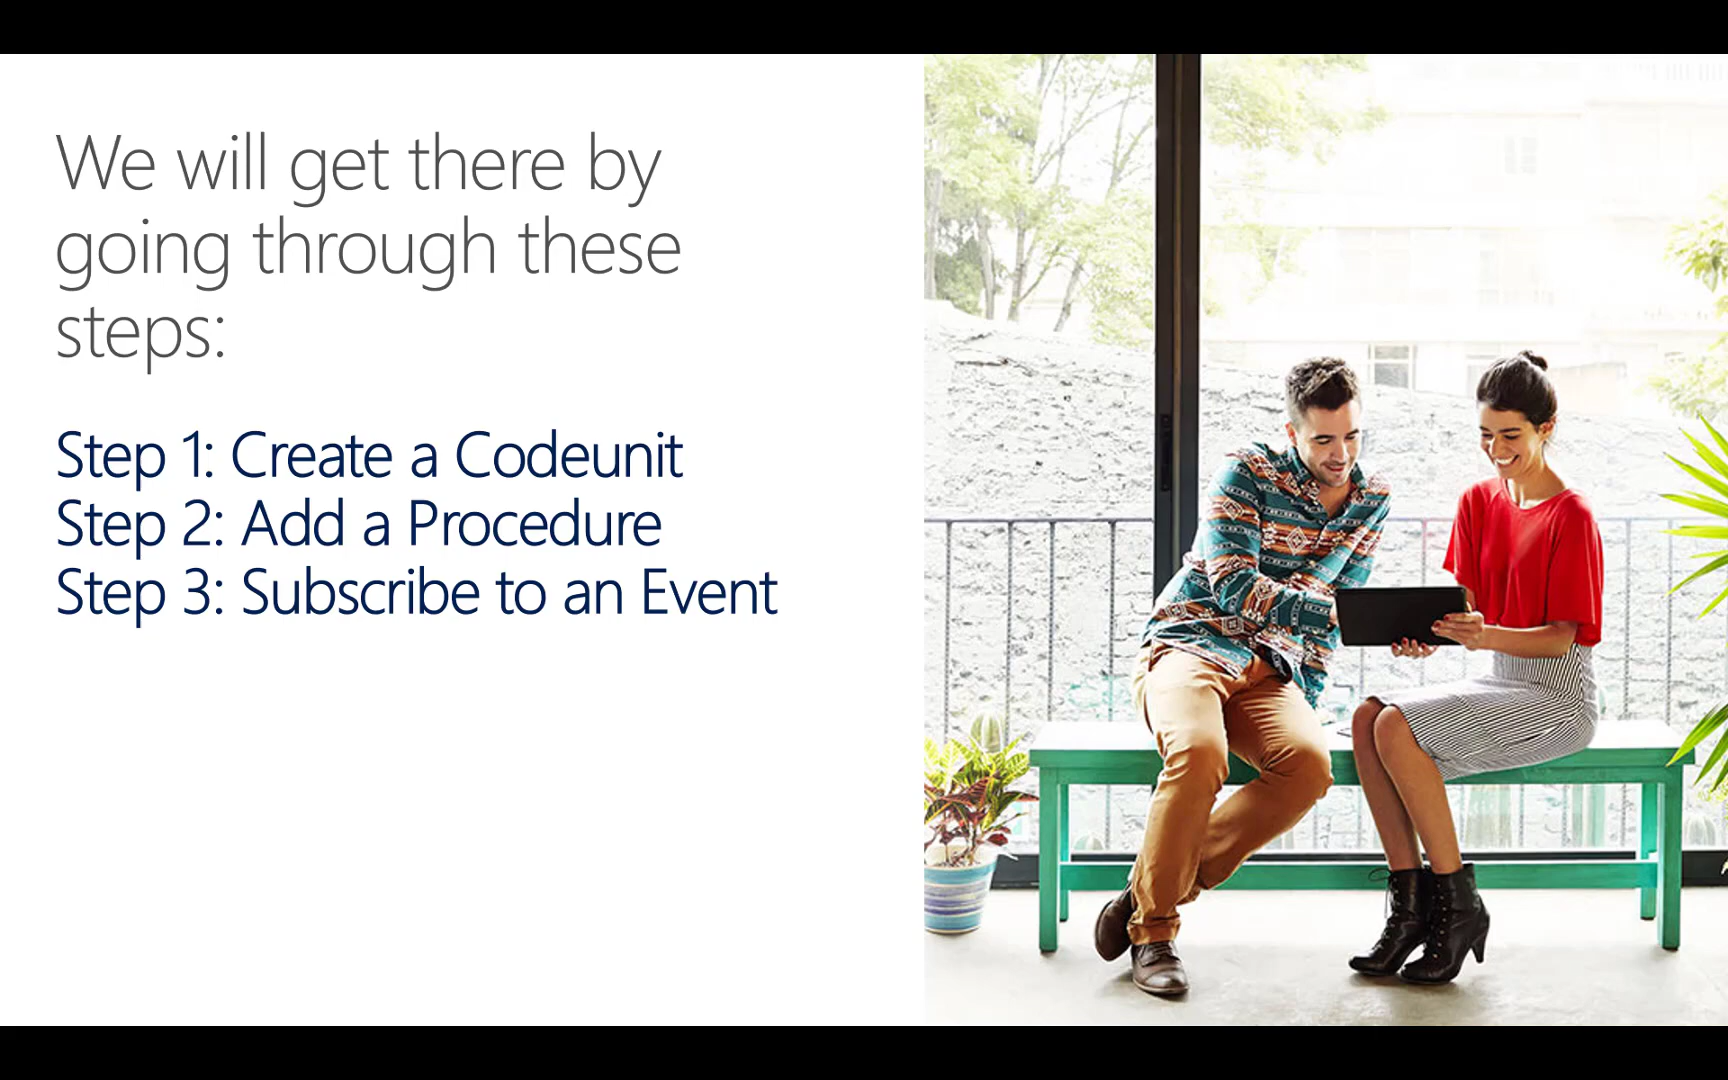 We will get there by
going through these
steps:
Step 1: Create a Codeunit
Step 2: Add a Procedure
Step 3: Subscribe to an Event